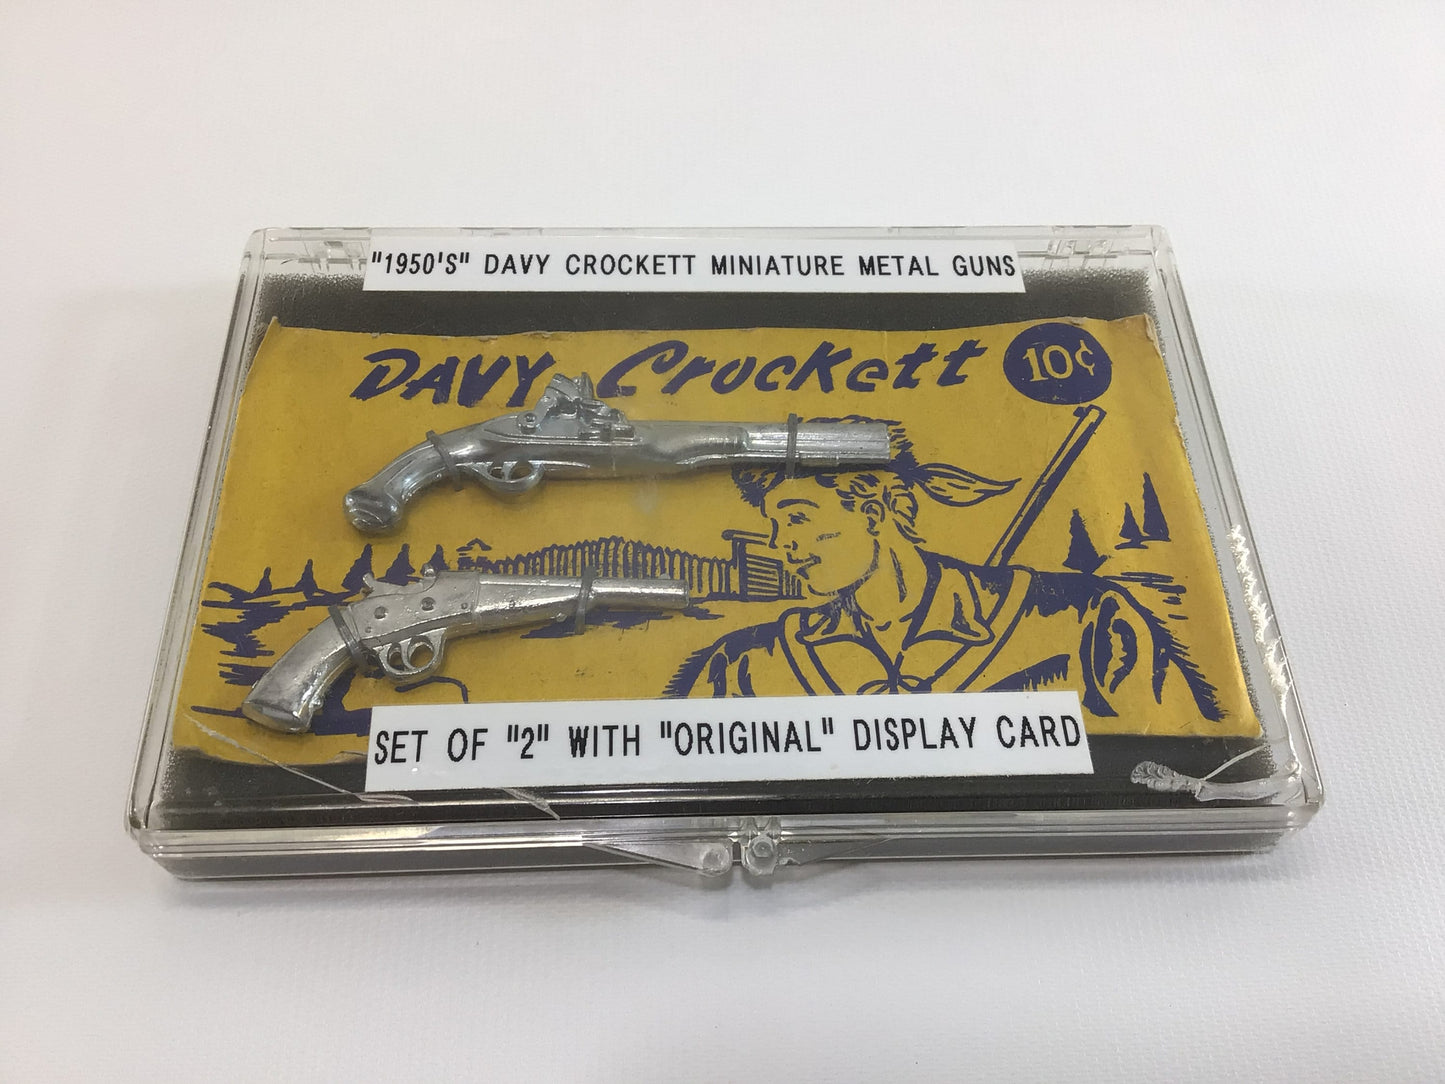 "1950'S" DAVY CROCKETT MINIATURE METAL GUNS
DAVY Crockett 10¢
SET OF "2" WITH "ORIGINAL" DISPLAY CARD